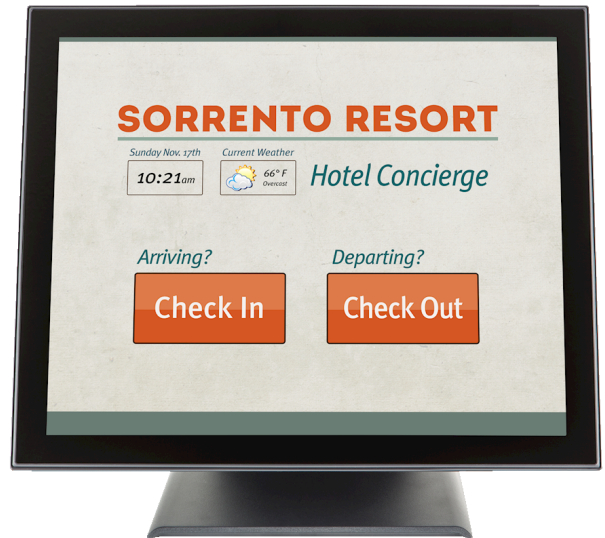 SORRENTO RESORT
Sunday Nov. 17th
Current Weather
10:21am
66° F
Overcast
Hotel Concierge
Arriving?
Departing?
Check In
Check Out